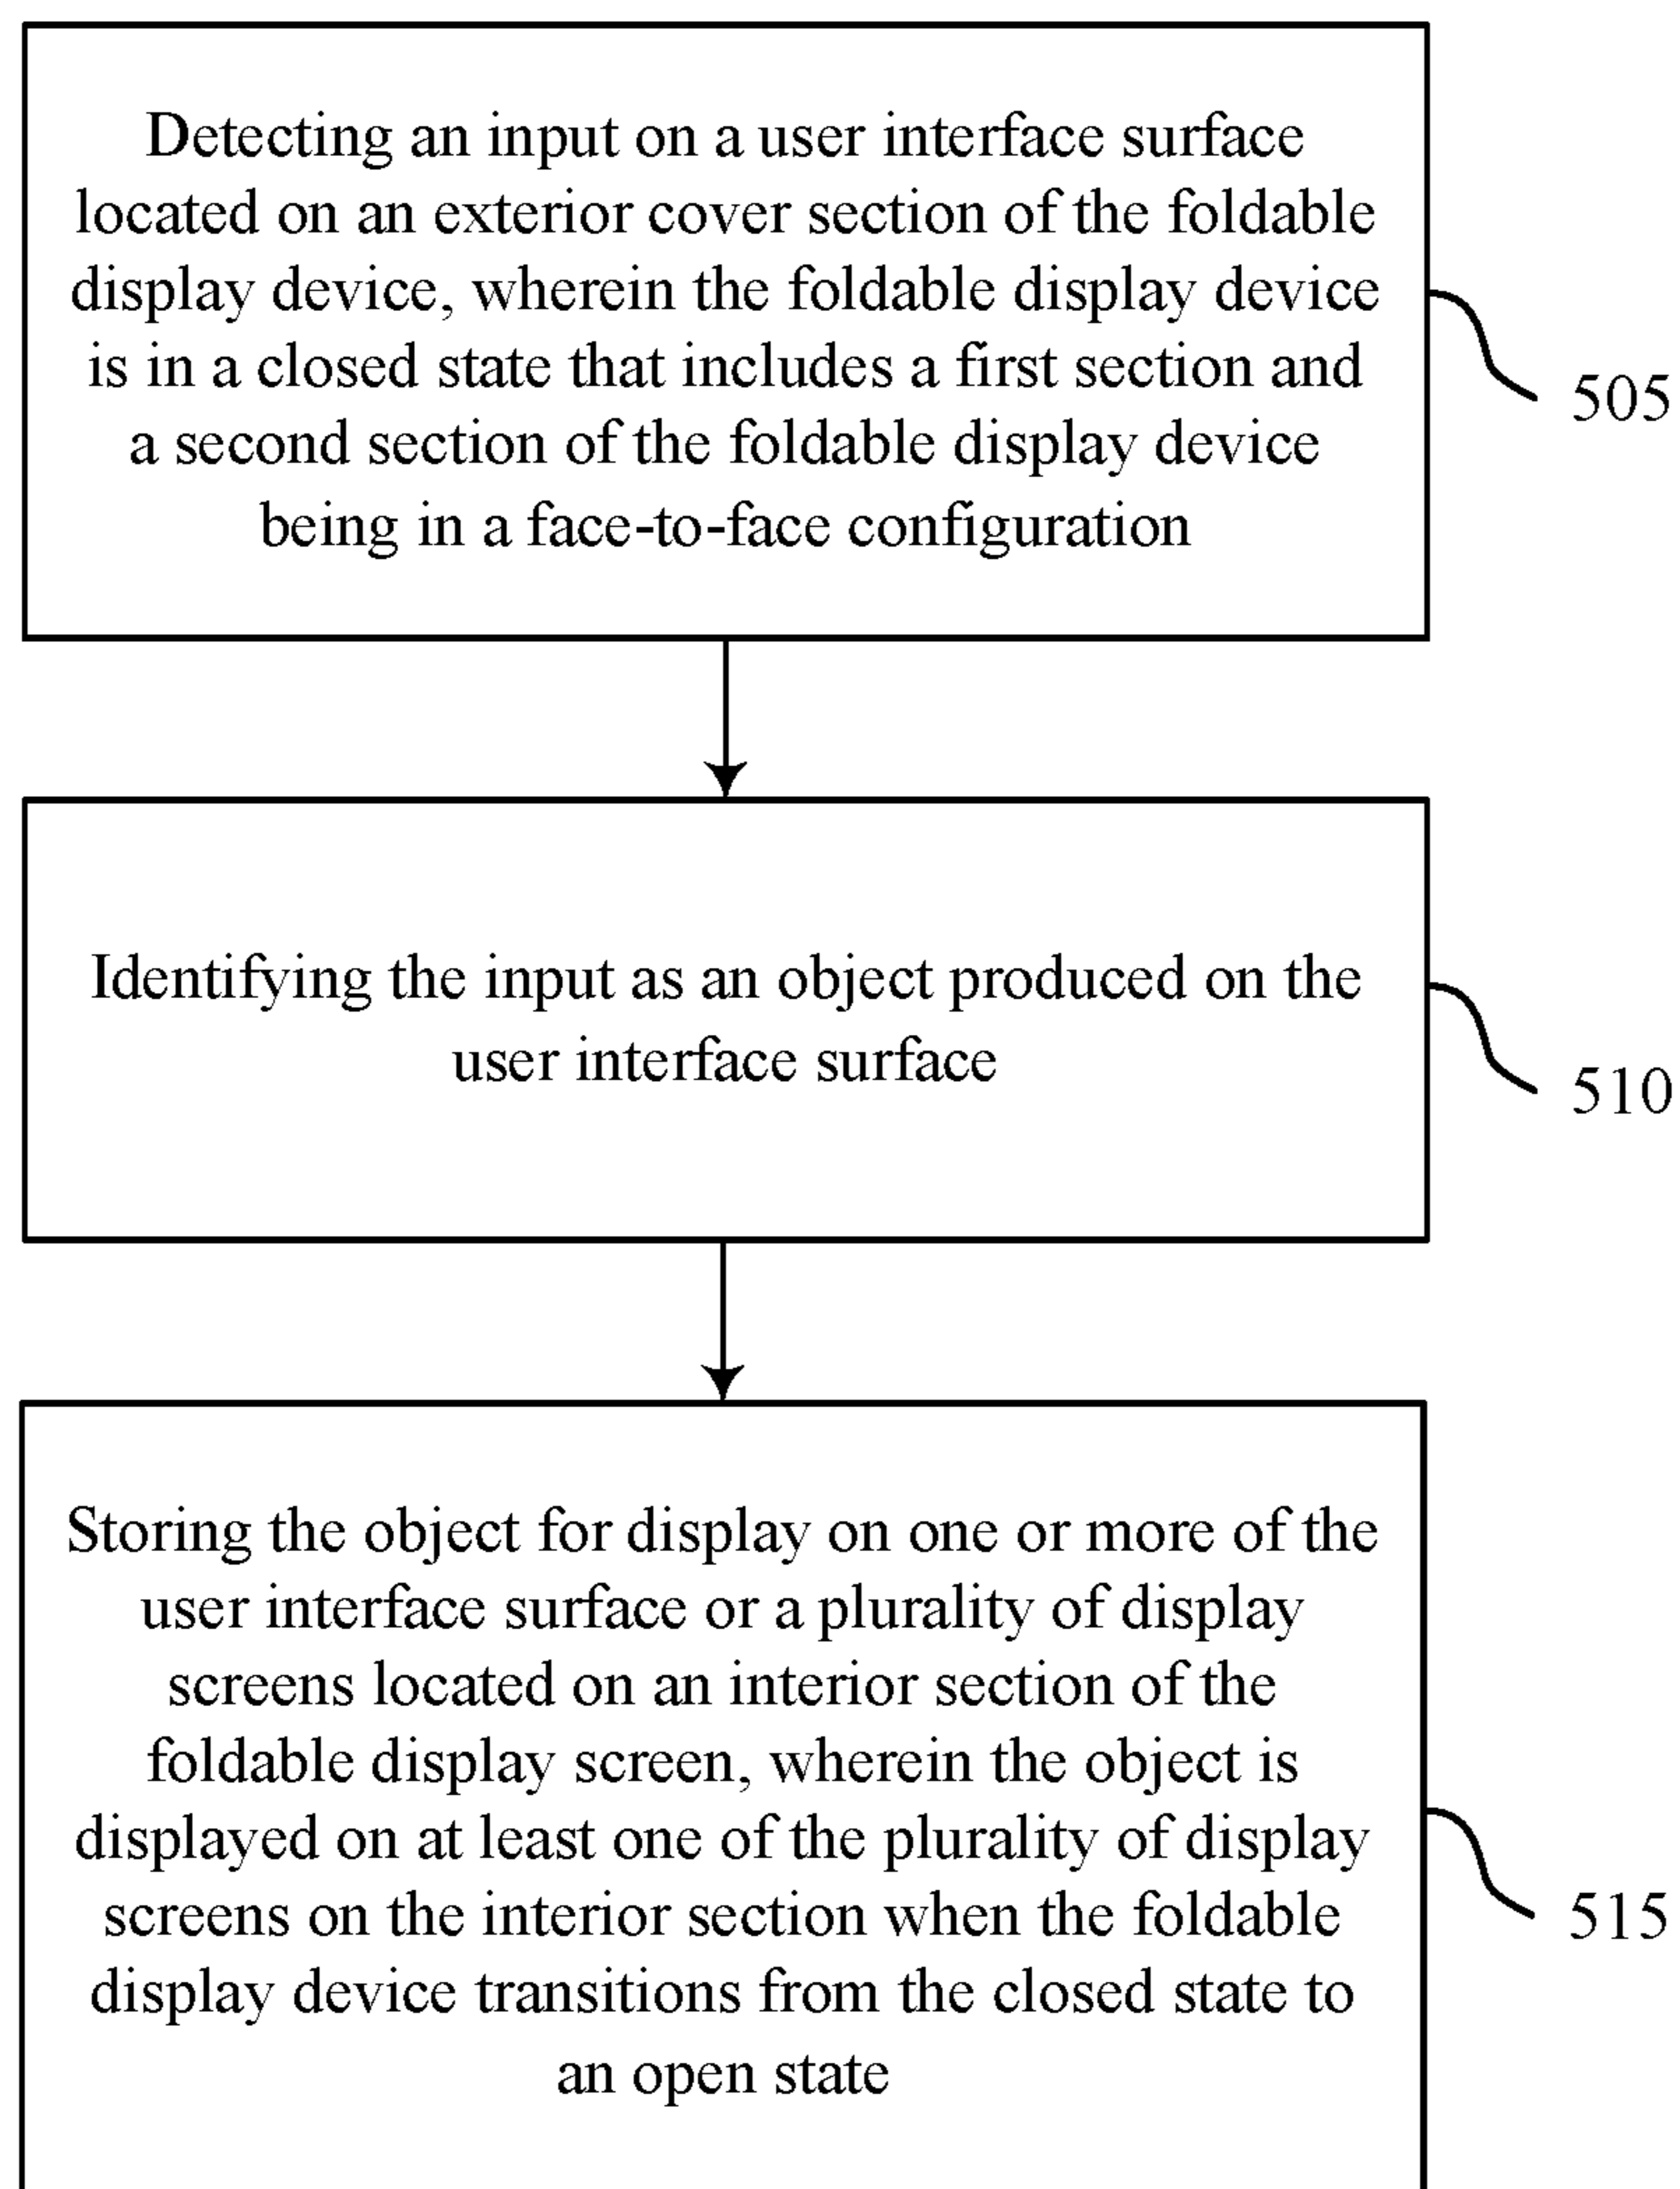 Detecting an input on a user interface surface
located on an exterior cover section of the foldable
display device, wherein the foldable display device
is in a closed state that includes a first section and
a second section of the foldable display device
being in a face-to-face configuration
505
Identifying the input as an object produced on the
user interface surface
510
Storing the object for display on one or more of the
user interface surface or a plurality of display
screens located on an interior section of the
foldable display screen, wherein the object is
displayed on at least one of the plurality of display
screens on the interior section when the foldable
display device transitions from the closed state to
an open state
515